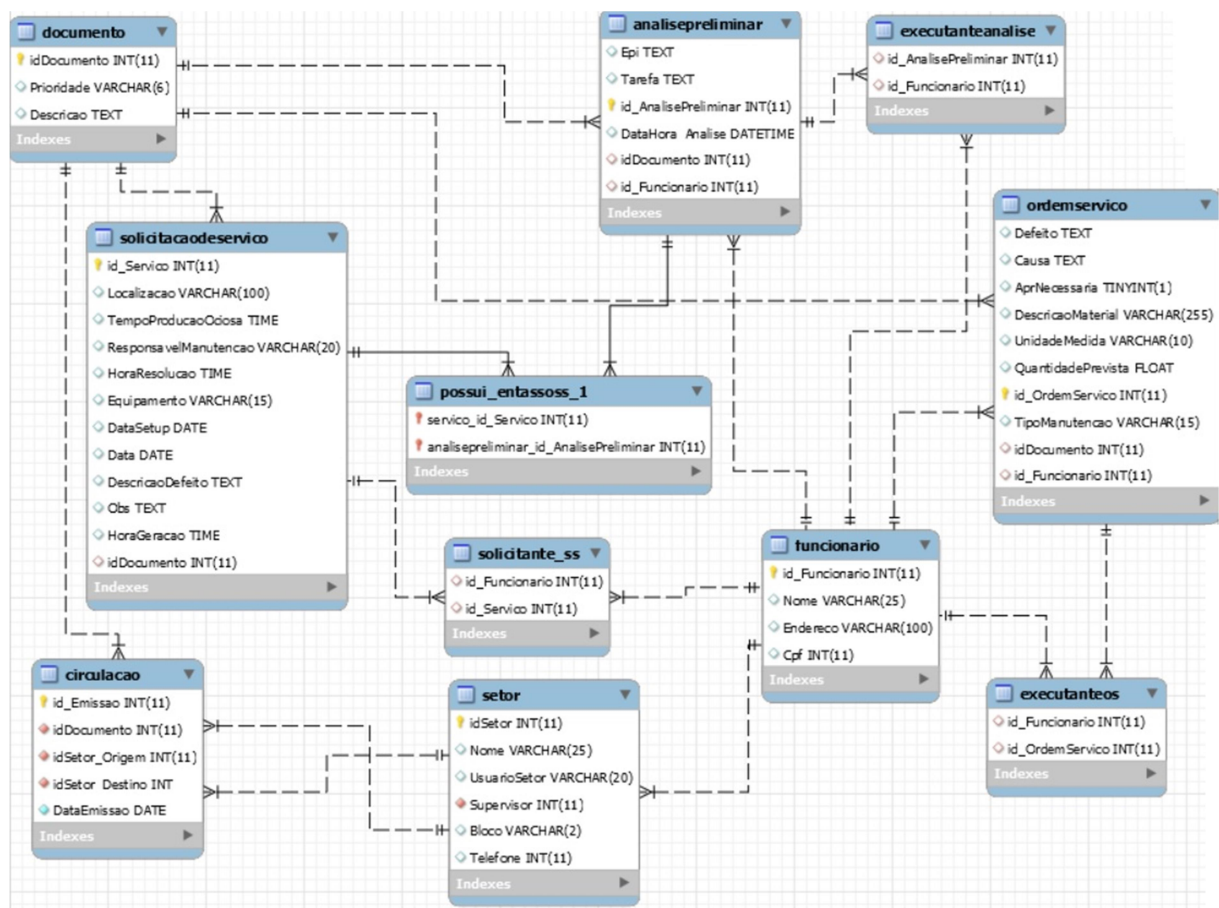 documento
idDocumento INT(11)
Prioridade VARCHAR(6)
Descricao TEXT
Indexes
analisepreliminar
Epi TEXT
Tarefa TEXT
id_AnalisePreliminar INT(11)
DataHora Analise DATETIME
idDocumento INT(11)
id_Funcionario INT(11)
Indexes
executanteanalise
id_AnalisePreliminar INT(11)
id_Funcionario INT(11)
Indexes
ordemservico
Defeito TEXT
Causa TEXT
AprNecessaria TINYINT(1)
DescricaoMaterial VARCHAR(255)
UnidadeMedida VARCHAR(10)
QuantidadePrevista FLOAT
id_OrdemServico INT(11)
TipoManutencao VARCHAR(15)
idDocumento INT(11)
id_Funcionario INT(11)
Indexes
solicitacaodeservico
id_Servico INT(11)
Localizacao VARCHAR(100)
TempoProducaoOciosa TIME
ResponsavelManutencao VARCHAR(20)
HoraResolucao TIME
Equipamento VARCHAR(15)
DataSetup DATE
Data DATE
DescricaoDefeito TEXT
Obs TEXT
HoraGeracao TIME
idDocumento INT(11)
Indexes
possui_entassoss_1
servico_id_Servico INT(11)
analisepreliminar_id_AnalisePreliminar INT(11)
Indexes
solicitante_ss
id_Funcionario INT(11)
id_Servico INT(11)
Indexes
funcionario
id_Funcionario INT(11)
Nome VARCHAR(25)
Endereco VARCHAR(100)
Cpf INT(11)
Indexes
circulacao
id_Emissao INT(11)
idDocumento INT(11)
idSetor_Origem INT(11)
idSetor_Destino INT
DataEmissao DATE
Indexes
setor
idSetor INT(11)
Nome VARCHAR(25)
UsuarioSetor VARCHAR(20)
Supervisor INT(11)
Bloco VARCHAR(2)
Telefone INT(11)
Indexes
executanteos
id_Funcionario INT(11)
id_OrdemServico INT(11)
Indexes